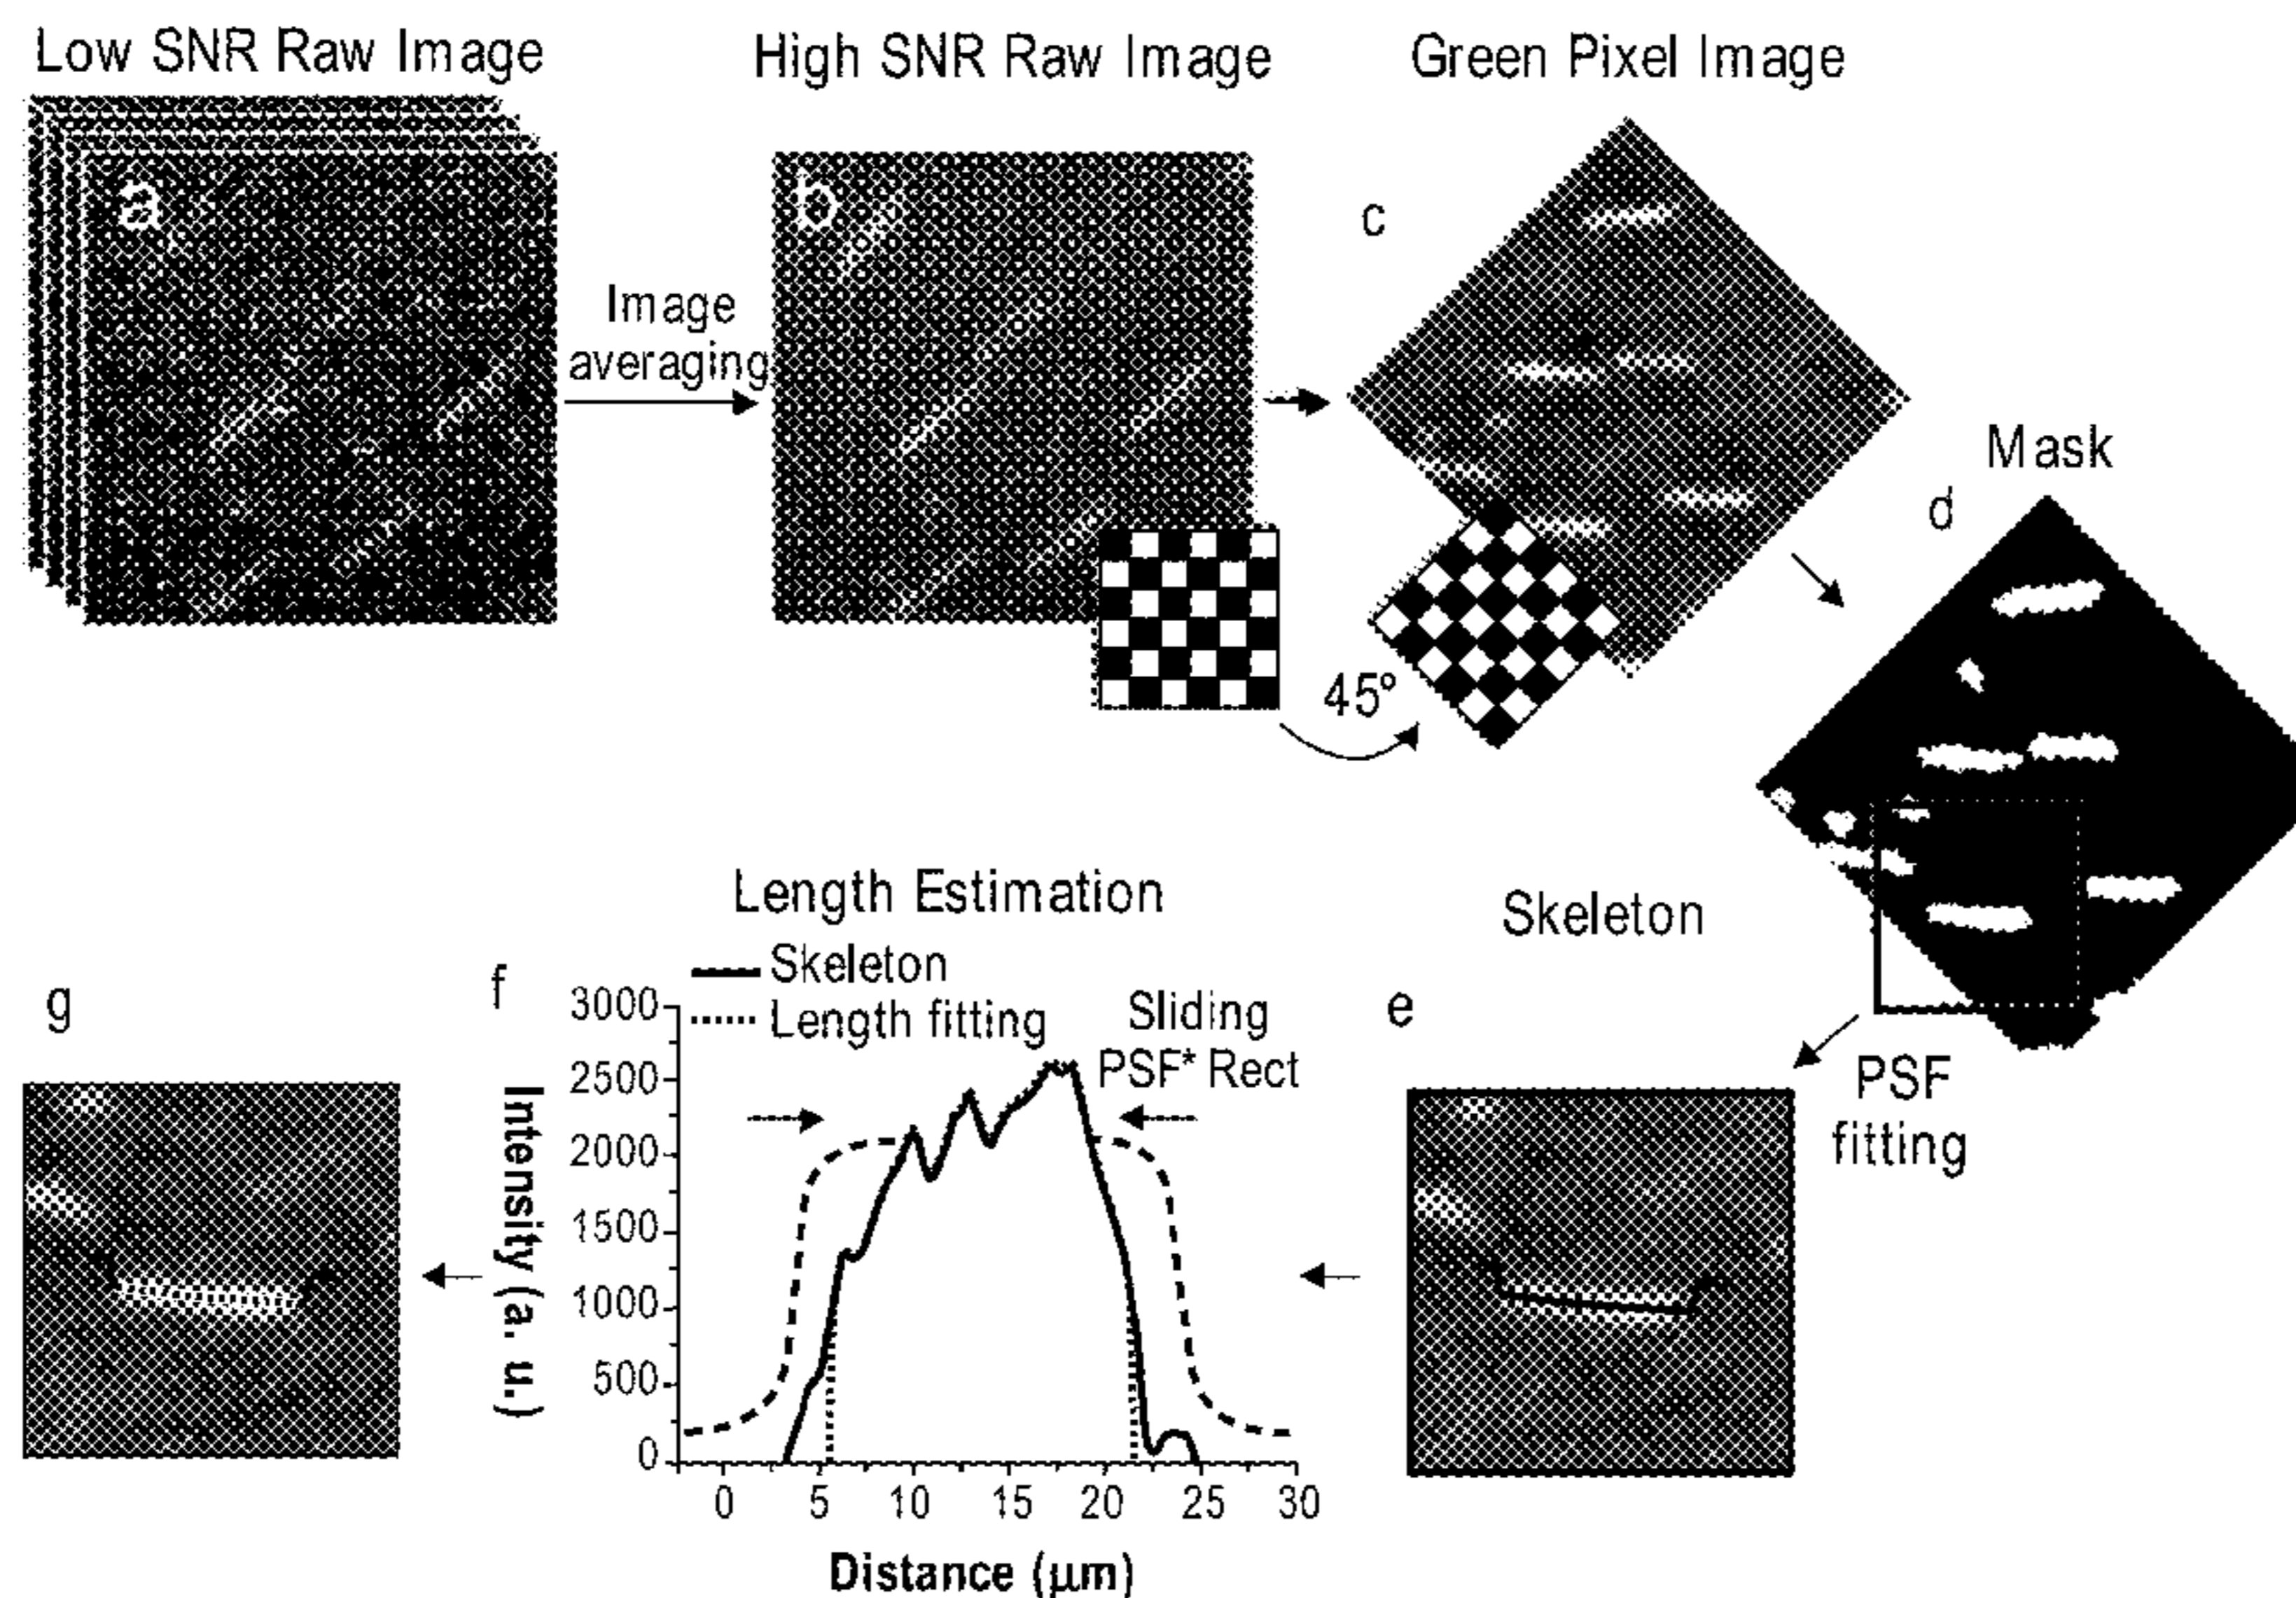 Low SNR Raw Image
High SNR Raw Image
Green Pixel Image
a
b
c
Image
averaging
Mask
d
45º
Length Estimation
Skeleton
g
f
Skeleton
Length fitting
Sliding
PSF* Rect
e
PSF
fitting
3000
2500
2000
1500
1000
500
0
Intensity (a. u.)
0 5 10 15 20 25 30
Distance (µm)